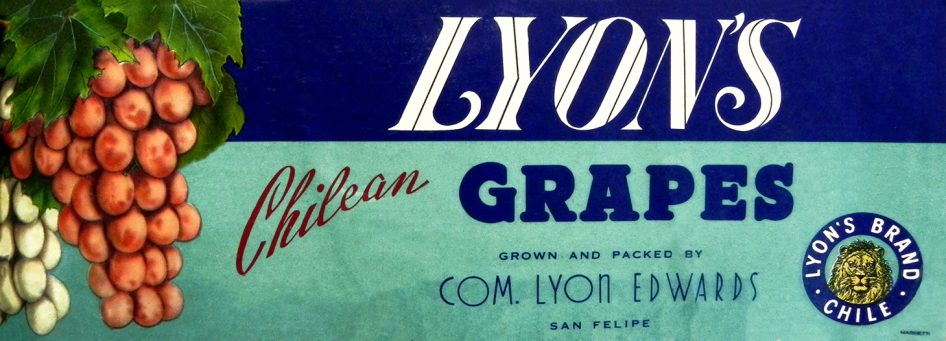 LYON'S
Chilean GRAPES
GROWN AND PACKED BY
COM. LYON EDWARDS
SAN FELIPE
LYON'S BRAND
CHILE